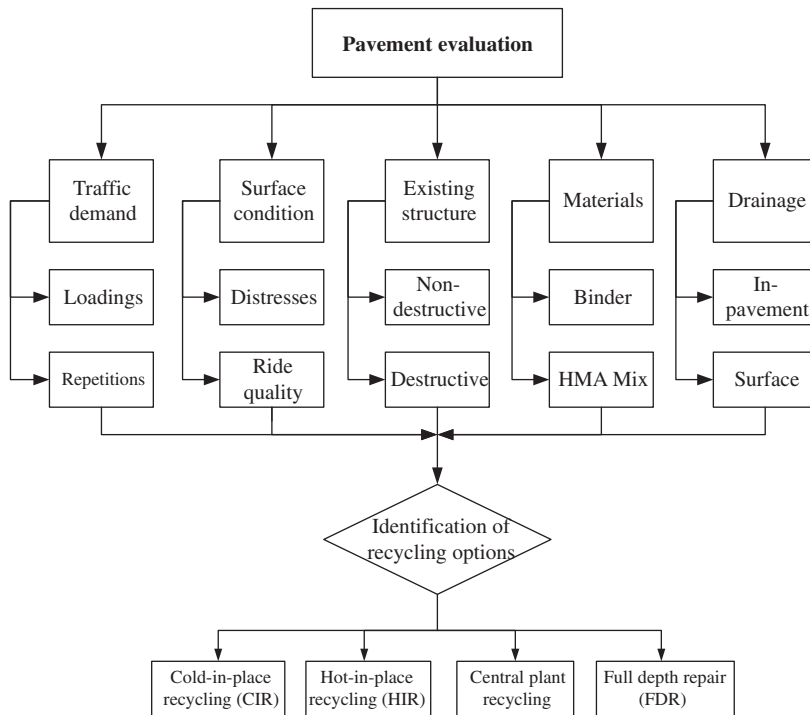 Pavement evaluation
Traffic
demand
Surface
condition
Existing
structure
Materials
Drainage
Loadings
Distresses
Non-
destructive
Binder
In-
pavement
Repetitions
Ride
quality
Destructive
HMA Mix
Surface
Identification of
recycling options
Cold-in-place
recycling (CIR)
Hot-in-place
recycling (HIR)
Central plant
recycling
Full depth repair
(FDR)